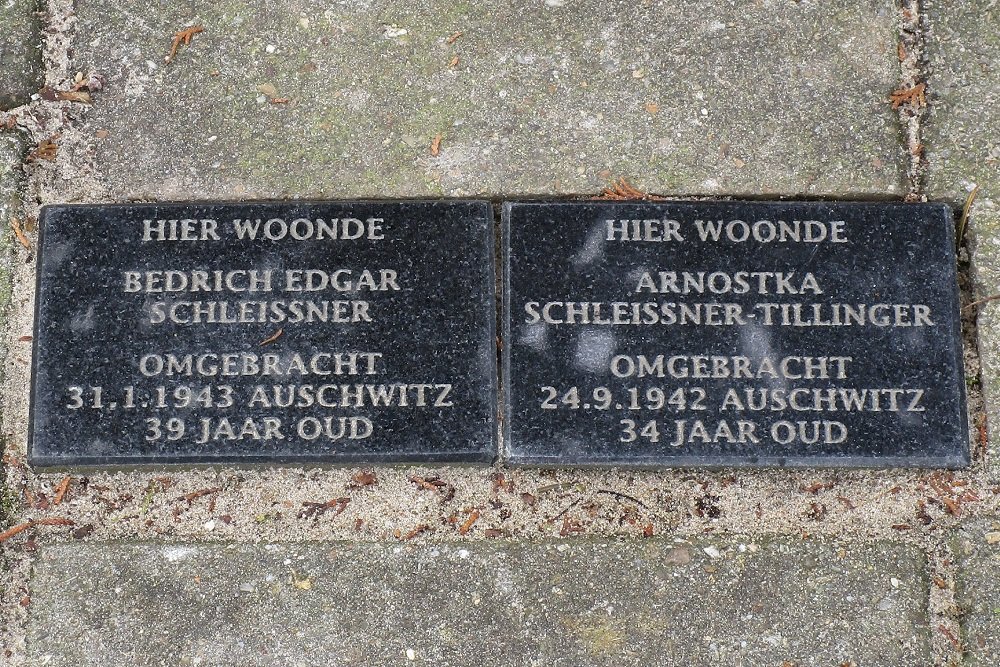 HIER WOONDE
BEDRICH EDGAR
SCHLEISSNER
OMGEBRACHT
31.1.1943 AUSCHWITZ
39 JAAR OUD
HIER WOONDE
ARNOSTKA
SCHLEISSNER-TILLINGER
OMGEBRACHT
24.9.1942 AUSCHWITZ
34 JAAR OUD